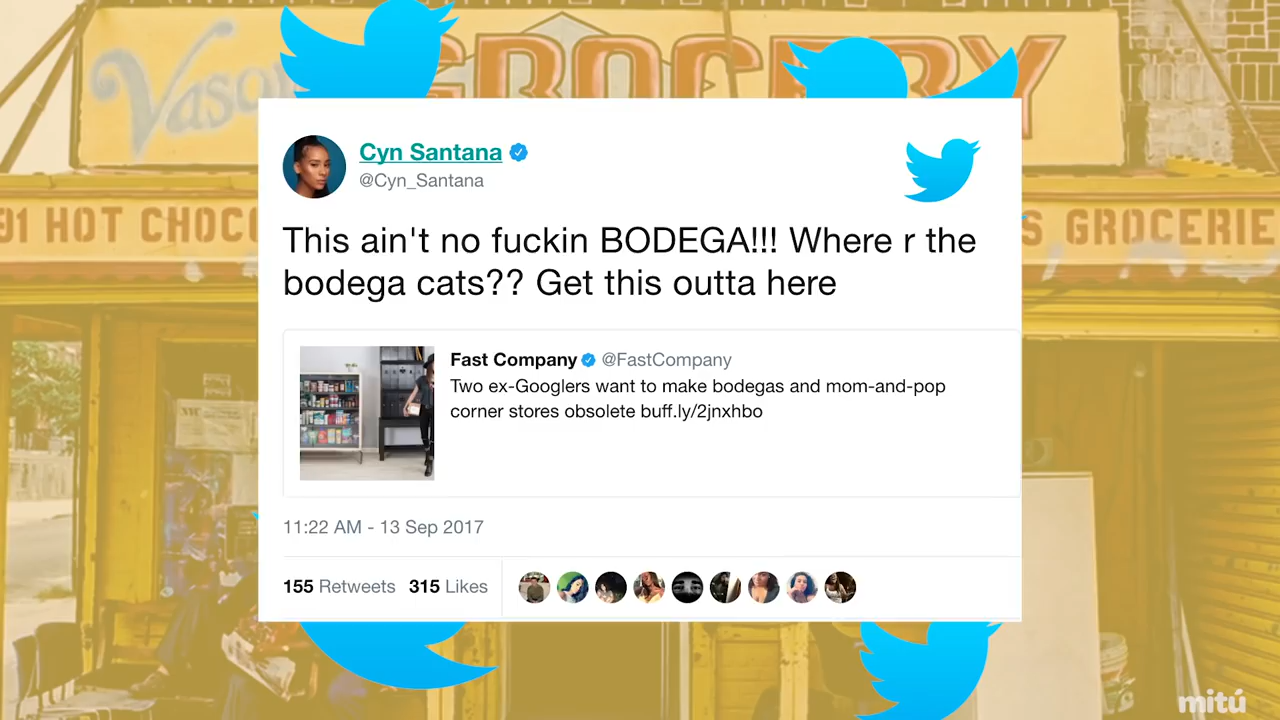 Vaso
GROCERY
01 HOT CHOC
S GROCERIE
Cyn Santana
@Cyn_Santana
This ain't no fuckin BODEGA!!! Where r the
bodega cats?? Get this outta here
Fast Company @FastCompany
Two ex-Googlers want to make bodegas and mom-and-pop
corner stores obsolete buff.ly/2jnxhbo
11:22 AM - 13 Sep 2017
155 Retweets 315 Likes
mitú